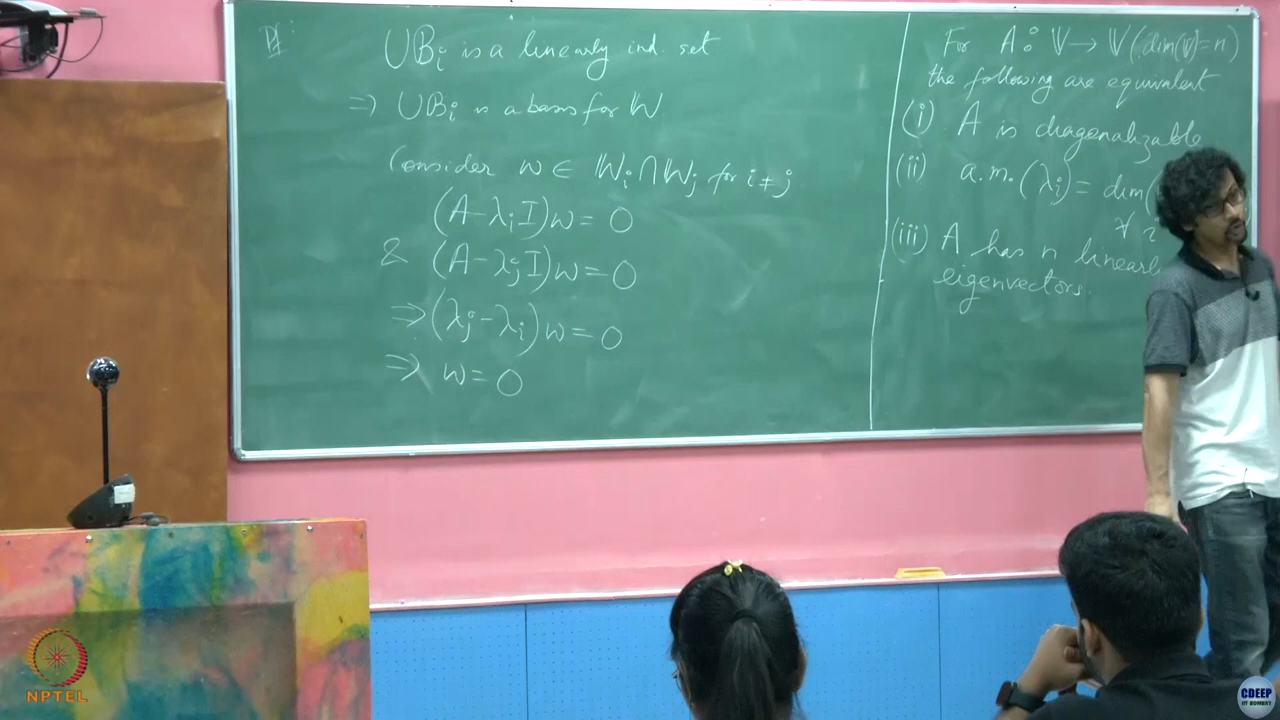 Pf:
∪Bᵢ is a linearly ind. set
⇒ ∪Bᵢ is a basis for W
Consider w ∈ Wᵢ∩Wⱼ for i≠j
(A-λᵢI)w = 0
& (A-λⱼI)w = 0
⇒ (λⱼ-λᵢ)w = 0
⇒ w = 0
For A : V → V (dim(V)=n)
the following are equivalent
(i) A is diagonalizable
(ii) a.m.(λᵢ) = dim(
∀ i
(iii) A has n linearl
eigenvectors.
NPTEL
CDEEP
IIT BOMBAY